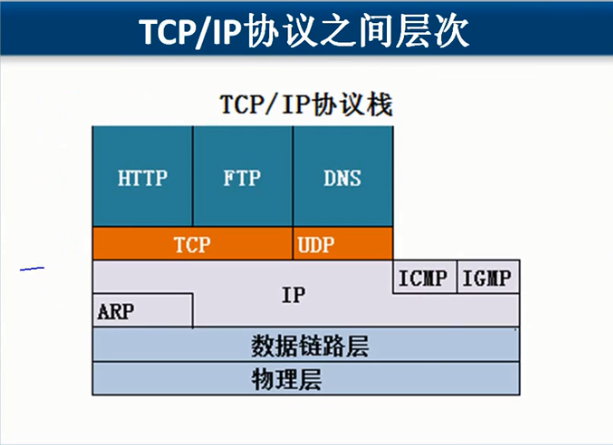 TCP/IP协议之间层次
TCP/IP协议栈
HTTP FTP DNS
TCP UDP
ICMP IGMP
IP
ARP
数据链路层
物理层